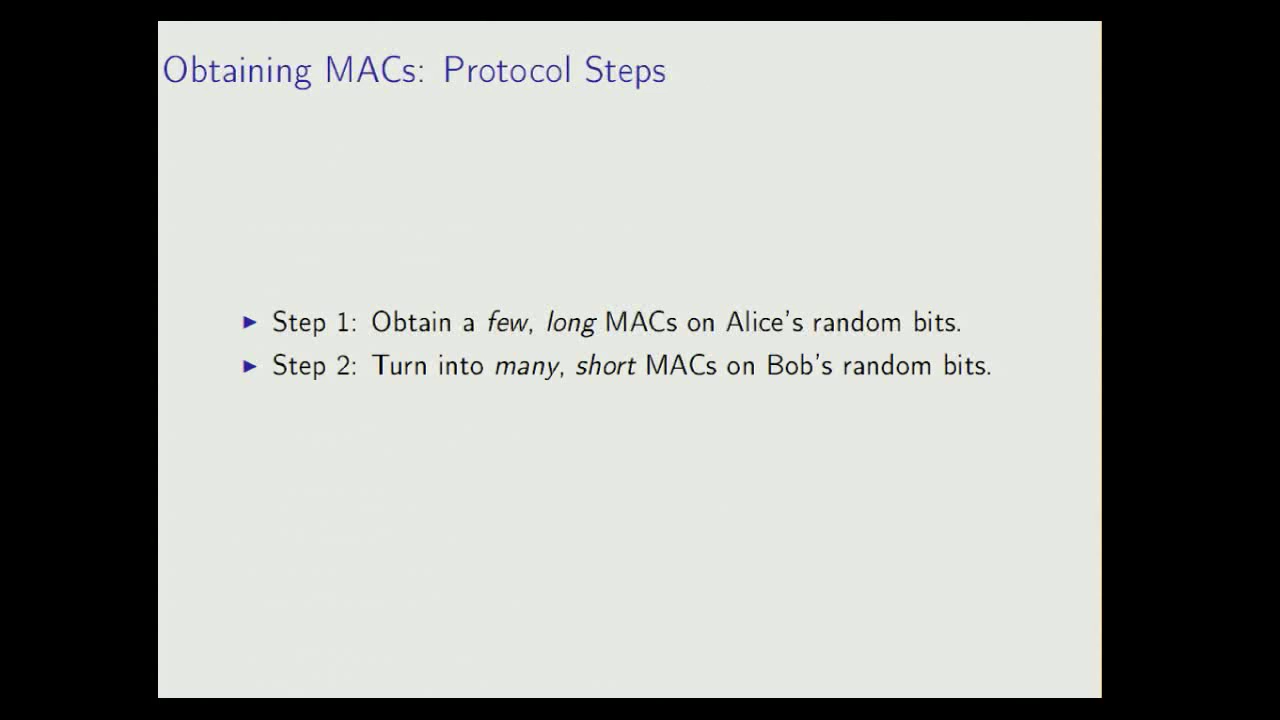 Obtaining MACs: Protocol Steps
▶ Step 1: Obtain a few, long MACs on Alice's random bits.
▶ Step 2: Turn into many, short MACs on Bob's random bits.